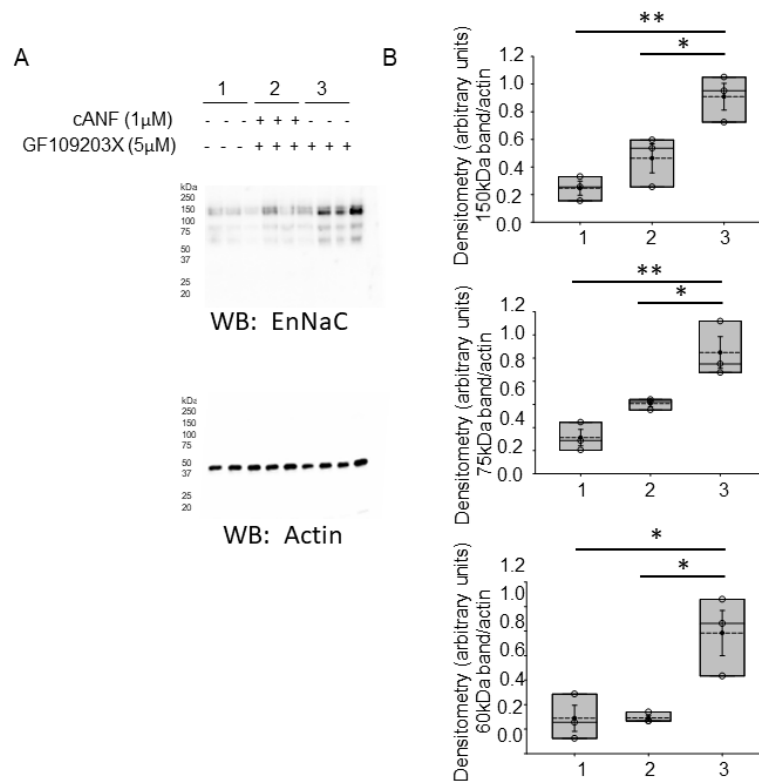 A
1 2 3
cANF (1µM) - - - + + + - - -
GF109203X (5µM) - - - + + + + + +
kDa
250
150
100
75
50
37
25
20
WB: EnNaC
kDa
250
150
100
75
50
37
25
20
WB: Actin
B
**
*
Densitometry (arbitrary units)
150kDa band/actin
1.2
1.0
0.8
0.6
0.4
0.2
0.0
1 2 3
**
*
Densitometry (arbitrary units)
75kDa band/actin
1.2
1.0
0.8
0.6
0.4
0.2
0.0
1 2 3
*
*
Densitometry (arbitrary units)
60kDa band/actin
1.2
1.0
0.8
0.6
0.4
0.2
0.0
1 2 3